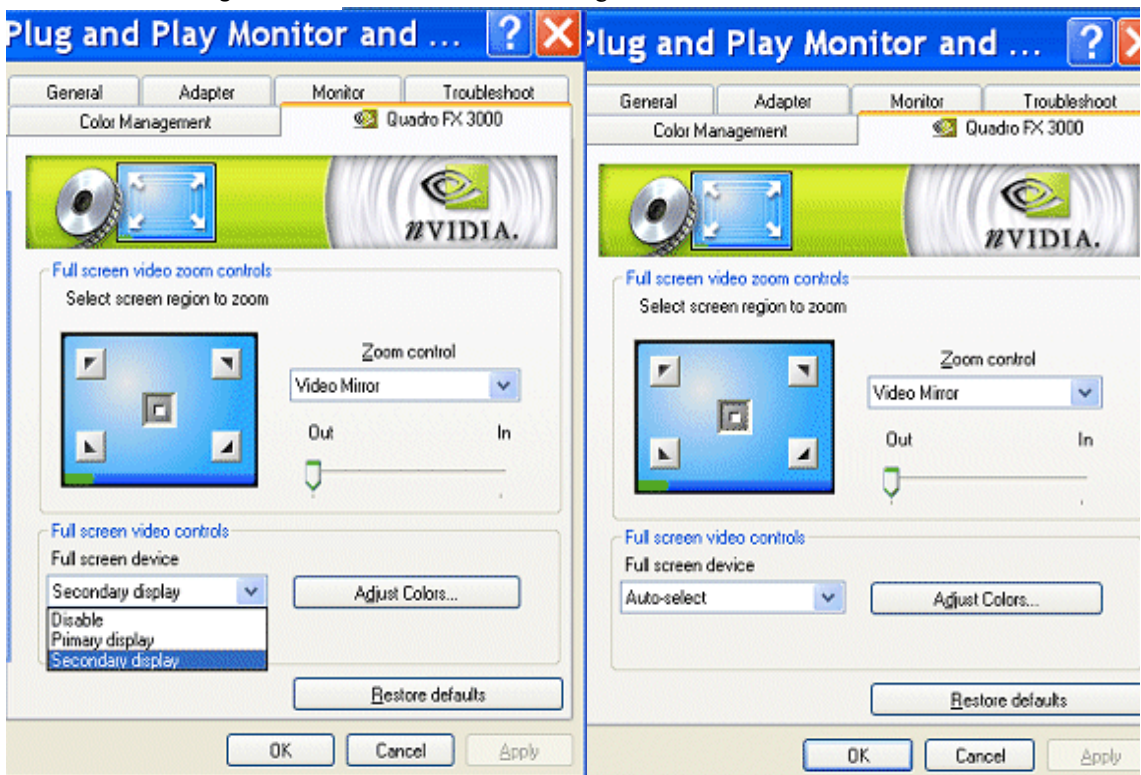 Plug and Play Monitor and ...
General Adapter Monitor Troubleshoot
Color Management Quadro FX 3000
nVIDIA.
Full screen video zoom controls
Select screen region to zoom
Zoom control
Video Mirror
Out In
Full screen video controls
Full screen device
Secondary display Adjust Colors...
Disable
Primary display
Secondary display
Restore defaults
OK Cancel Apply
Plug and Play Monitor and ...
General Adapter Monitor Troubleshoot
Color Management Quadro FX 3000
nVIDIA.
Full screen video zoom controls
Select screen region to zoom
Zoom control
Video Mirror
Out In
Full screen video controls
Full screen device
Auto-select Adjust Colors...
Restore defaults
OK Cancel Apply